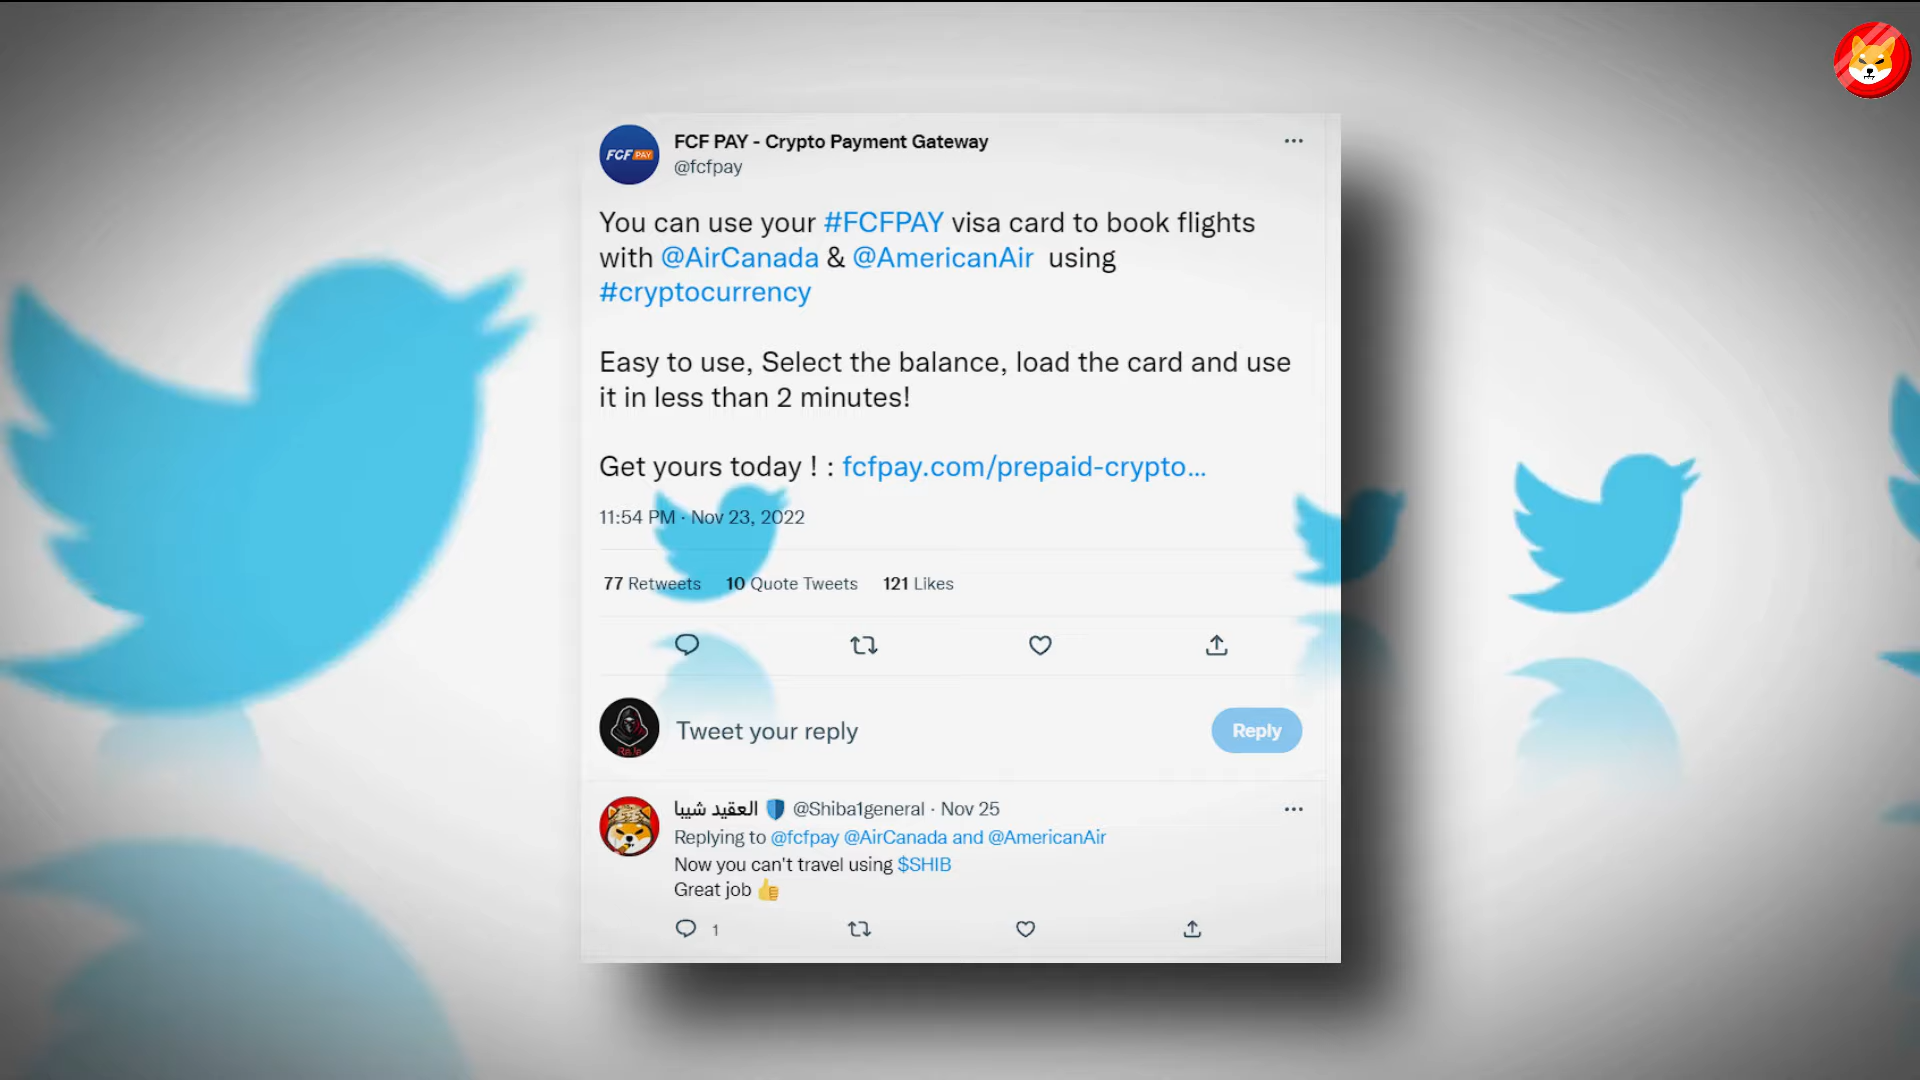 FCF PAY
FCF PAY - Crypto Payment Gateway
@fcfpay
You can use your #FCFPAY visa card to book flights
with @AirCanada & @AmericanAir using
#cryptocurrency
Easy to use, Select the balance, load the card and use
it in less than 2 minutes!
Get yours today ! : fcfpay.com/prepaid-crypto...
11:54 PM · Nov 23, 2022
77 Retweets 10 Quote Tweets 121 Likes
Tweet your reply
Reply
العقيد شيبا @Shiba1general · Nov 25
Replying to @fcfpay @AirCanada and @AmericanAir
Now you can't travel using $SHIB
Great job 👍
1